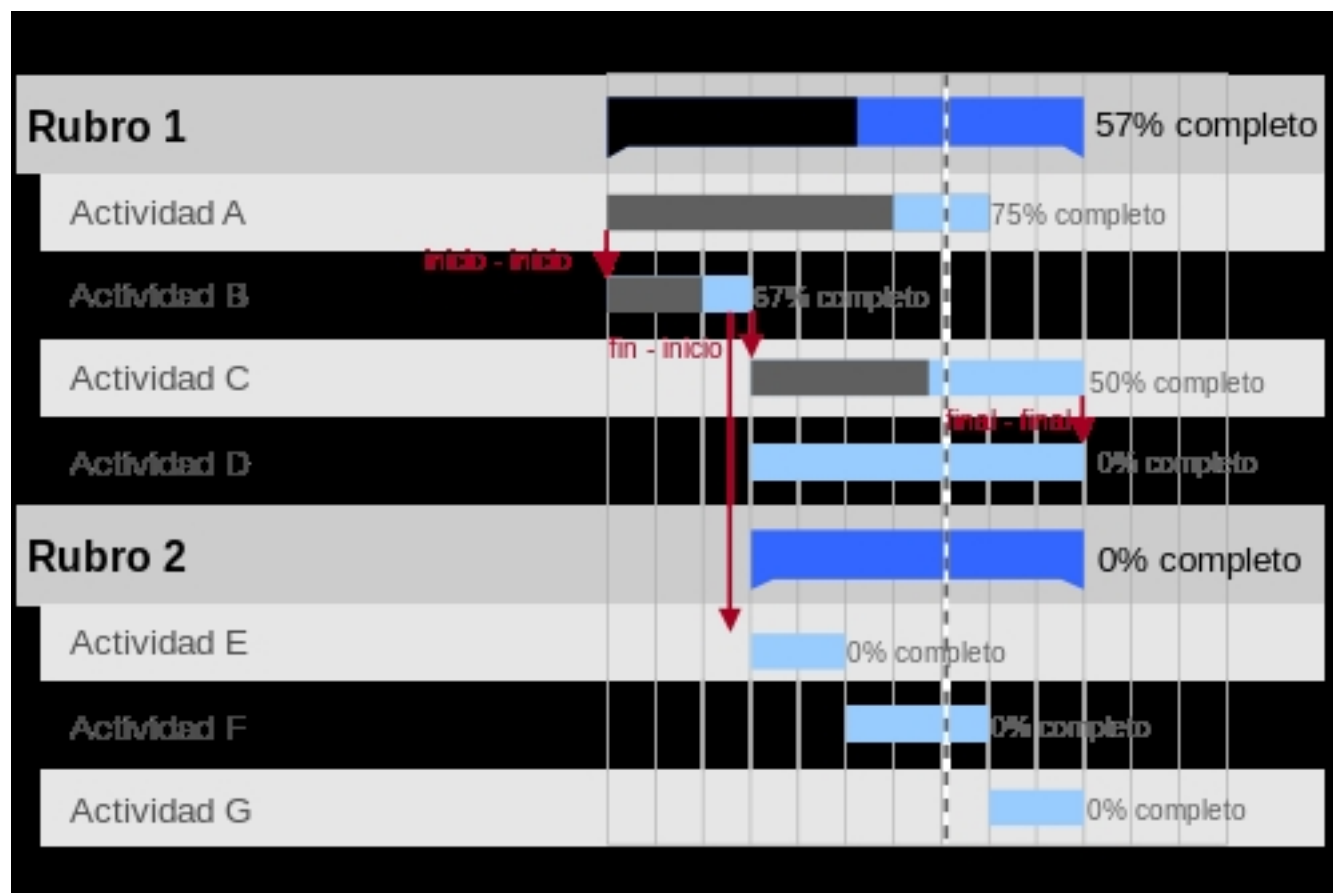 Rubro 1
57% completo
Actividad A
75% completo
inicio - inicio
Actividad B
67% completo
fin - inicio
Actividad C
50% completo
final - final
Actividad D
0% completo
Rubro 2
0% completo
Actividad E
0% completo
Actividad F
0% completo
Actividad G
0% completo